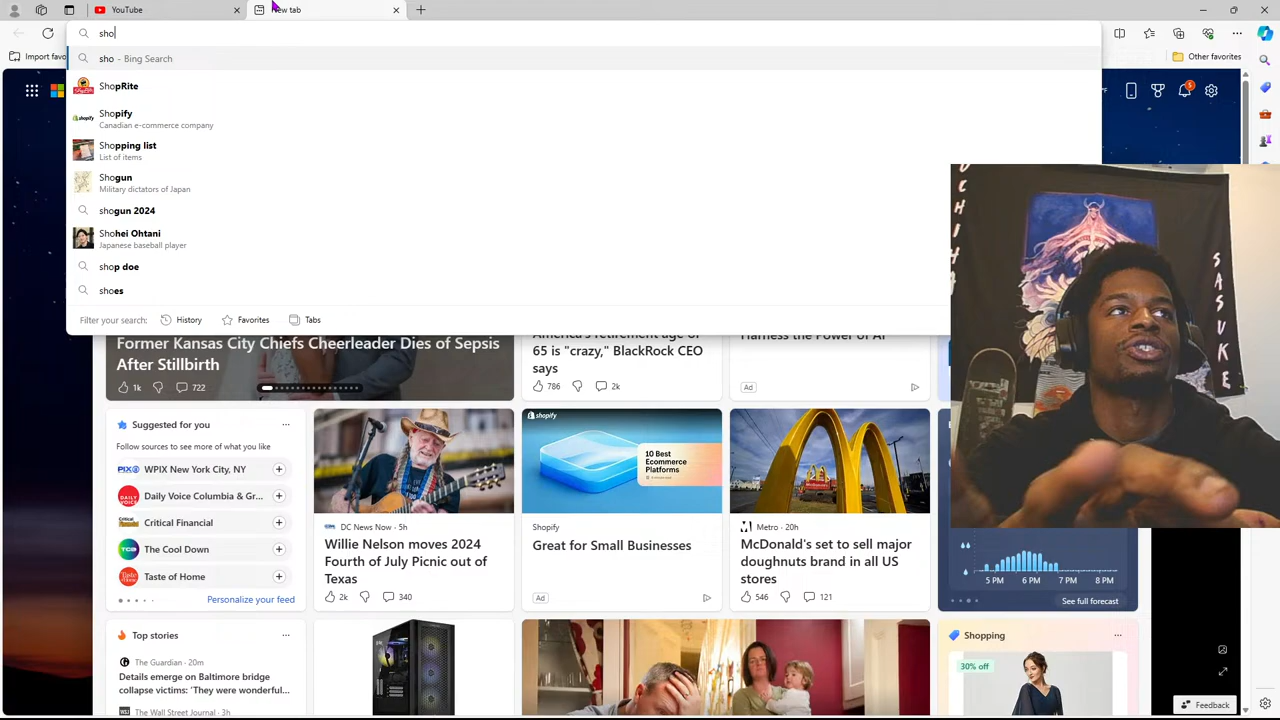 YouTube
New tab
sho
sho - Bing Search
Import favo
Other favorites
ShopRite
Shopify
Canadian e-commerce company
Shopping list
List of items
Shogun
Military dictators of Japan
shogun 2024
Shohei Ohtani
Japanese baseball player
shop doe
shoes
Filter your search:
History
Favorites
Tabs
5
Former Kansas City Chiefs Cheerleader Dies of Sepsis
After Stillbirth
1k
722
65 is "crazy," BlackRock CEO
says
786
2k
Harness the Power of AI
Ad
Suggested for you
Follow sources to see more of what you like
PIX11 WPIX New York City, NY
Daily Voice Columbia & Gr...
Critical Financial
TCD The Cool Down
Taste of Home
Personalize your feed
DC News Now · 5h
Willie Nelson moves 2024
Fourth of July Picnic out of
Texas
2k
340
shopify
10 Best
Ecommerce
Platforms
Shopify
Great for Small Businesses
Ad
Metro · 20h
McDonald's set to sell major
doughnuts brand in all US
stores
546
121
UCHIHA
SASUKE
5 PM 6 PM 7 PM 8 PM
See full forecast
Top stories
The Guardian · 20m
Details emerge on Baltimore bridge
collapse victims: 'They were wonderful...
WSJ The Wall Street Journal · 3h
Shopping
30% off
Feedback